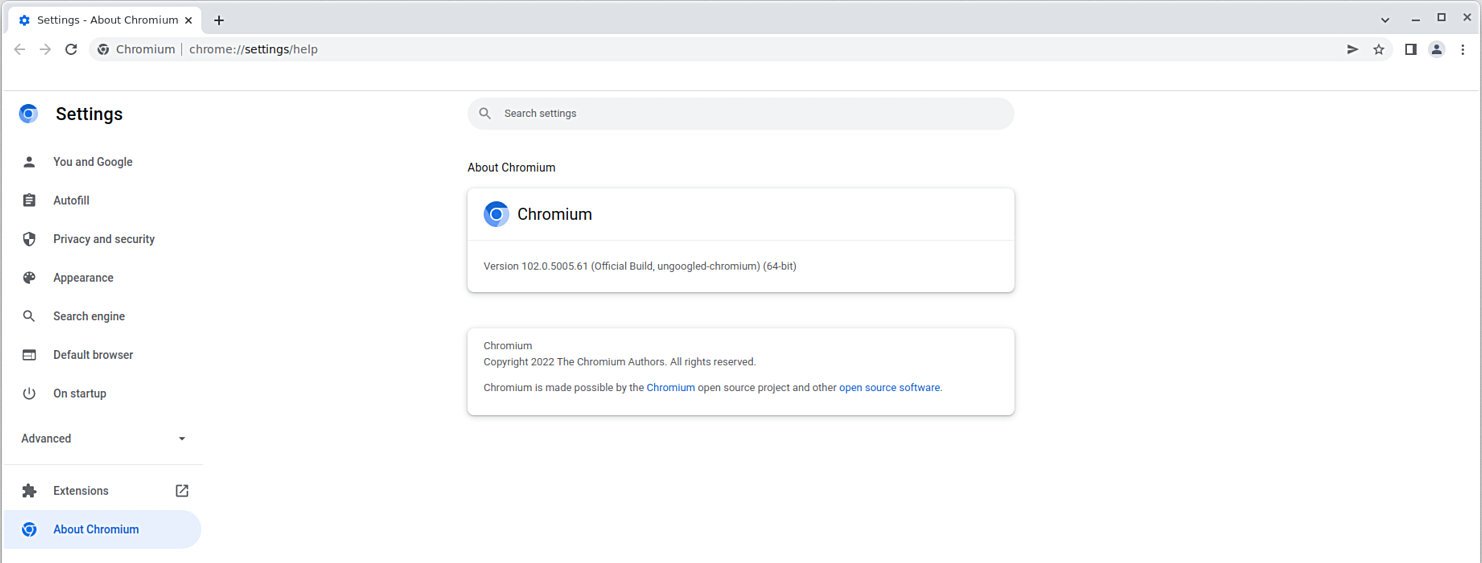 Settings - About Chromium
Chromium | chrome://settings/help
Settings
Search settings
You and Google
Autofill
Privacy and security
Appearance
Search engine
Default browser
On startup
Advanced
Extensions
About Chromium
About Chromium
Chromium
Version 102.0.5005.61 (Official Build, ungoogled-chromium) (64-bit)
Chromium
Copyright 2022 The Chromium Authors. All rights reserved.
Chromium is made possible by the Chromium open source project and other open source software.